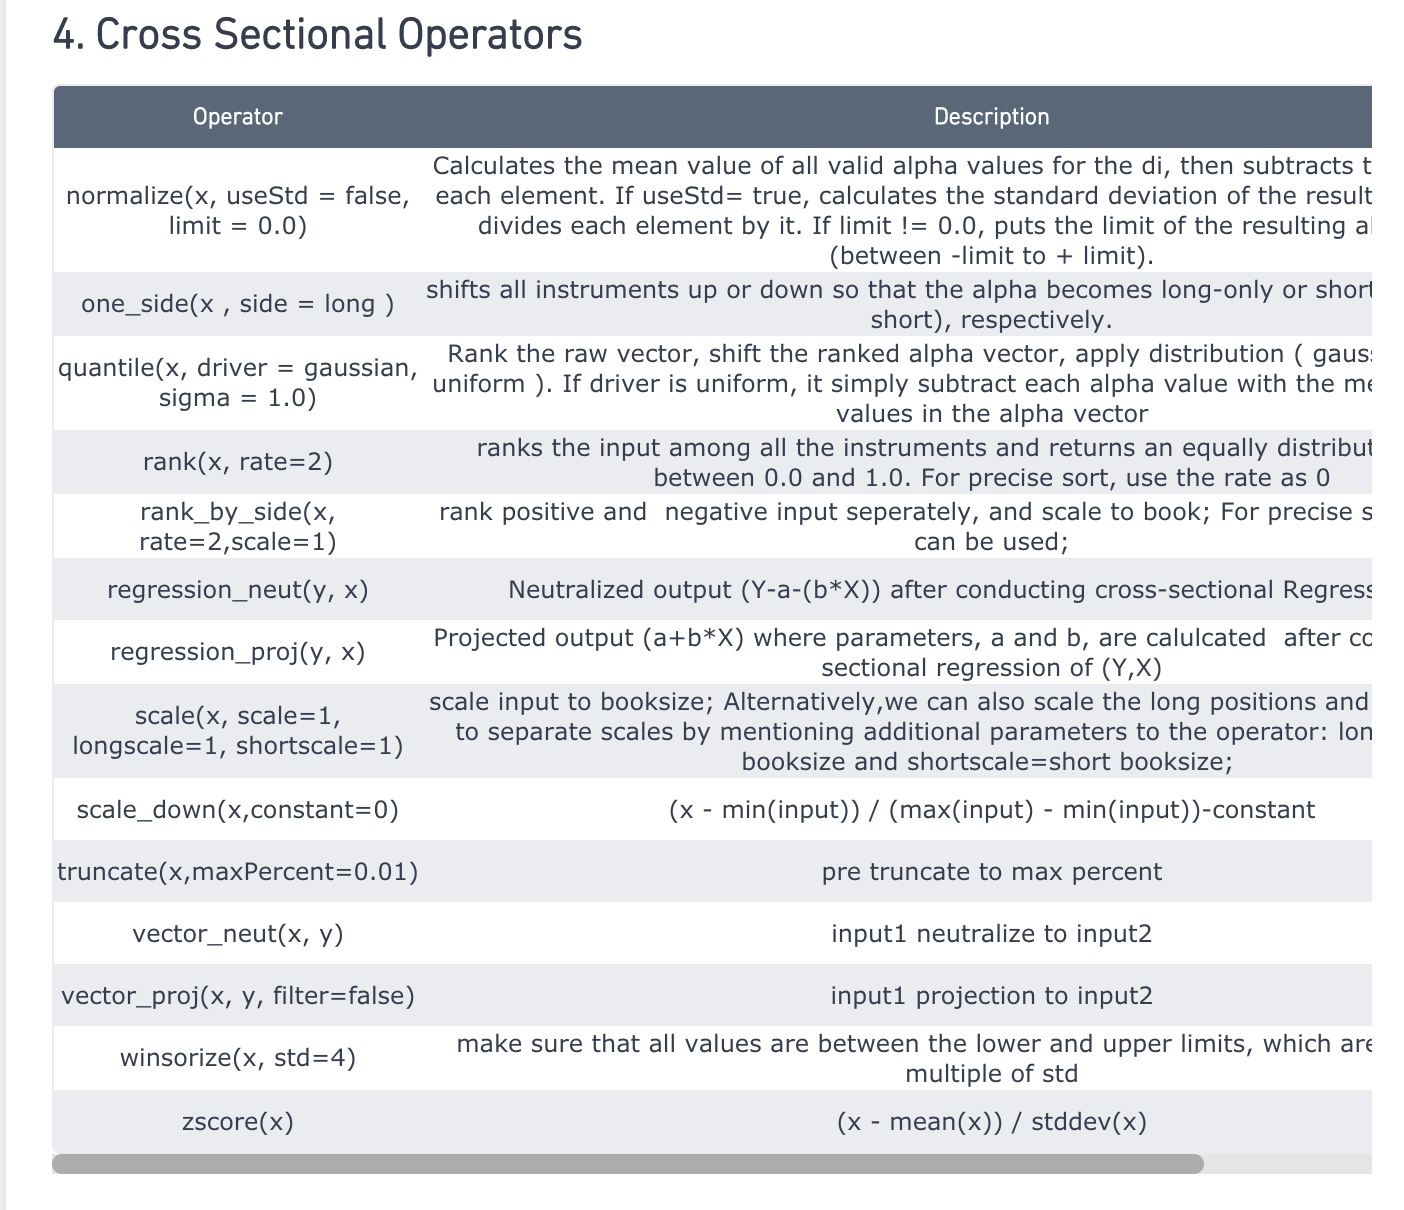 4. Cross Sectional Operators
Operator
Description
normalize(x, useStd = false,
limit = 0.0)
Calculates the mean value of all valid alpha values for the di, then subtracts
each element. If useStd= true, calculates the standard deviation of the
divides each element by it. If limit != 0.0, puts the limit of the resulting
(between -limit to + limit).
one_side(x , side = long )
shifts all instruments up or down so that the alpha becomes long-only or short
short), respectively.
quantile(x, driver = gaussian,
sigma = 1.0)
Rank the raw vector, shift the ranked alpha vector, apply distribution (
uniform ). If driver is uniform, it simply subtract each alpha value with the
values in the alpha vector
rank(x, rate=2)
ranks the input among all the instruments and returns an equally
between 0.0 and 1.0. For precise sort, use the rate as 0
rank_by_side(x,
rate=2,scale=1)
rank positive and  negative input seperately, and scale to book; For precise
can be used;
regression_neut(y, x)
Neutralized output (Y-a-(b*X)) after conducting cross-sectional
regression_proj(y, x)
Projected output (a+b*X) where parameters, a and b, are calulcated  after
sectional regression of (Y,X)
scale(x, scale=1,
longscale=1, shortscale=1)
scale input to booksize; Alternatively,we can also scale the long positions and
to separate scales by mentioning additional parameters to the operator:
booksize and shortscale=short booksize;
scale_down(x,constant=0)
(x - min(input)) / (max(input) - min(input))-constant
truncate(x,maxPercent=0.01)
pre truncate to max percent
vector_neut(x, y)
input1 neutralize to input2
vector_proj(x, y, filter=false)
input1 projection to input2
winsorize(x, std=4)
make sure that all values are between the lower and upper limits, which are
multiple of std
zscore(x)
(x - mean(x)) / stddev(x)